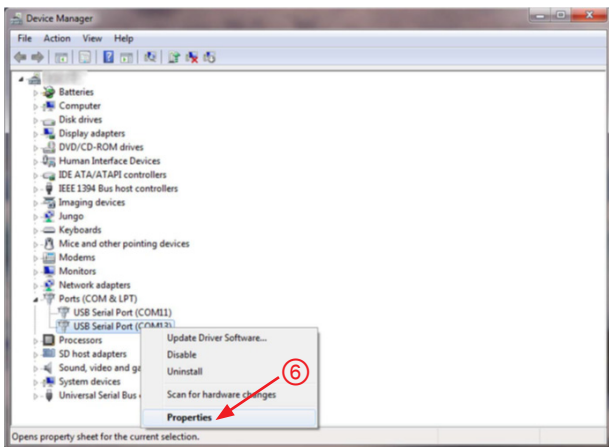 Device Manager
File Action View Help
Batteries
Computer
Disk drives
Display adapters
DVD/CD-ROM drives
Human Interface Devices
IDE ATA/ATAPI controllers
IEEE 1394 Bus host controllers
Imaging devices
Jungo
Keyboards
Mice and other pointing devices
Modems
Monitors
Network adapters
Ports (COM & LPT)
USB Serial Port (COM11)
USB Serial Port (COM13)
Processors
SD host adapters
Sound, video and ga
System devices
Universal Serial Bus
Update Driver Software...
Disable
Uninstall
6
Scan for hardware changes
Properties
Opens property sheet for the current selection.